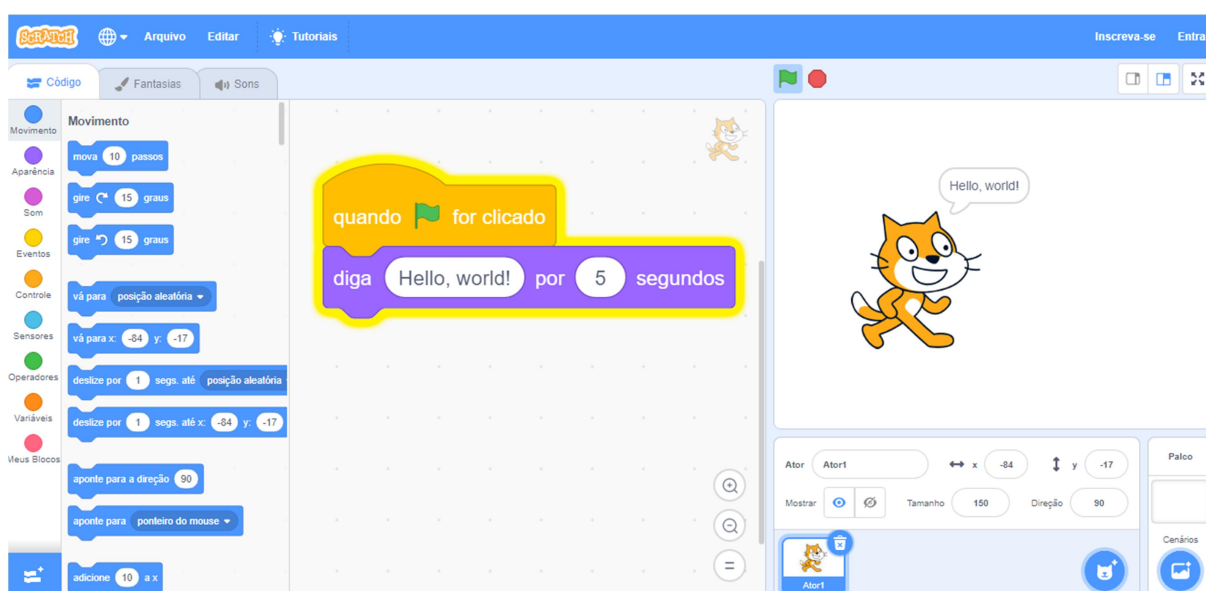 SCRATCH
Arquivo
Editar
Tutoriais
Inscreva-se
Entra
Código
Fantasias
Sons
Movimento
Aparência
Som
Eventos
Controle
Sensores
Operadores
Variáveis
Meus Blocos
Movimento
mova 10 passos
gire 15 graus
gire 15 graus
vá para posição aleatória
vá para x: -84 y: -17
deslize por 1 segs. até posição aleatória
deslize por 1 segs. até x: -84 y: -17
aponte para a direção 90
aponte para ponteiro do mouse
adicione 10 a x
quando for clicado
diga Hello, world! por 5 segundos
Hello, world!
Ator Ator1 x -84 y -17
Mostrar Tamanho 150 Direção 90
Ator1
Palco
Cenários